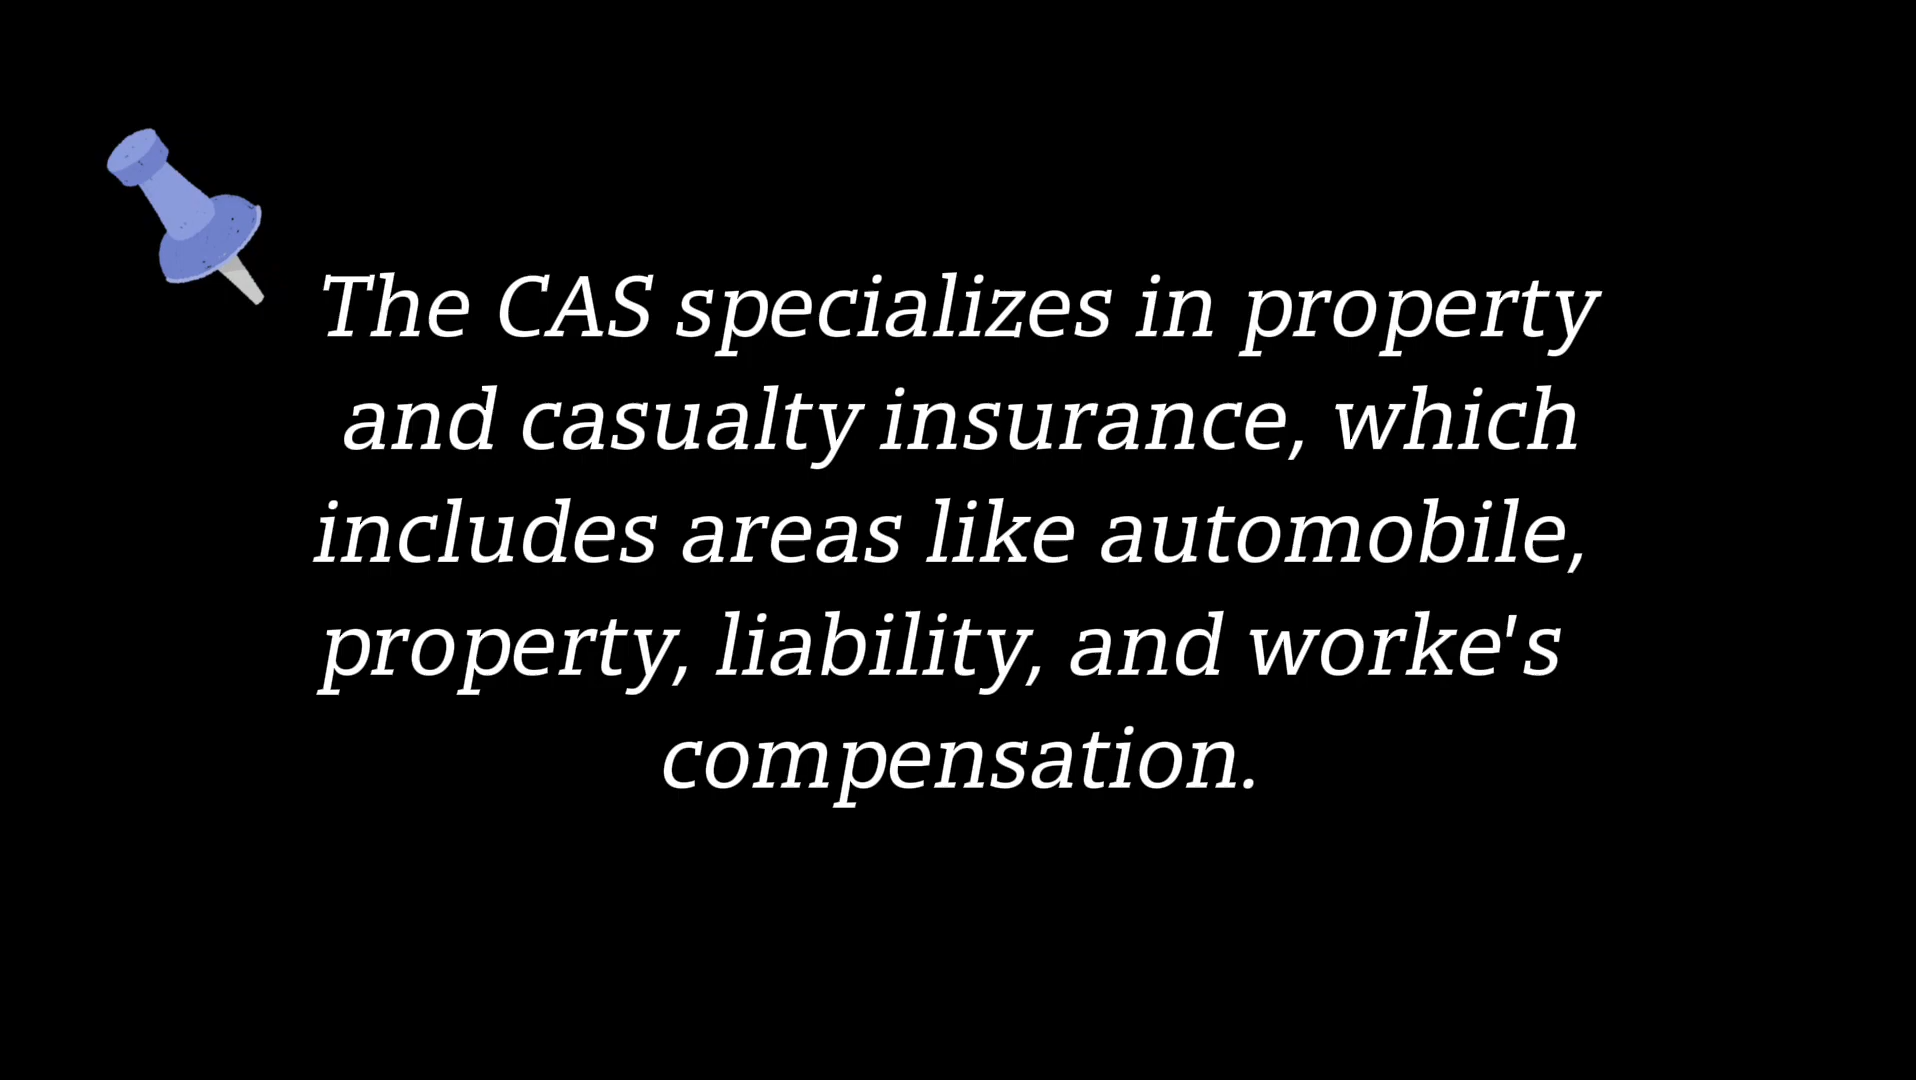 The CAS specializes in property
and casualty insurance, which
includes areas like automobile,
property, liability, and worke's
compensation.